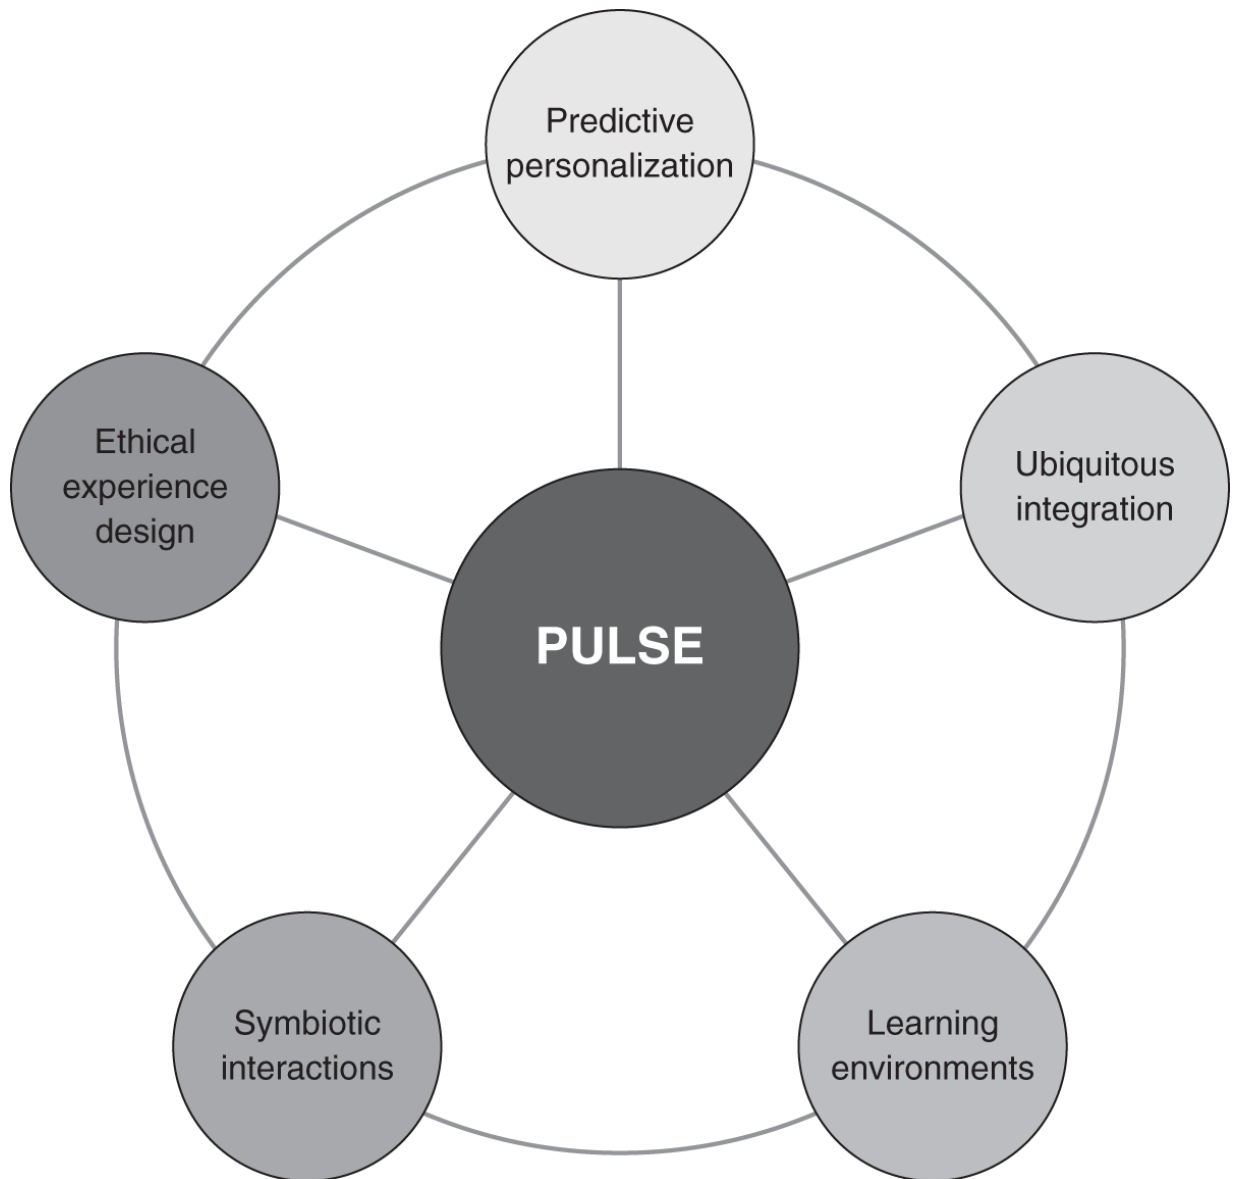 Predictive
personalization
Ubiquitous
integration
Learning
environments
Symbiotic
interactions
Ethical
experience
design
PULSE